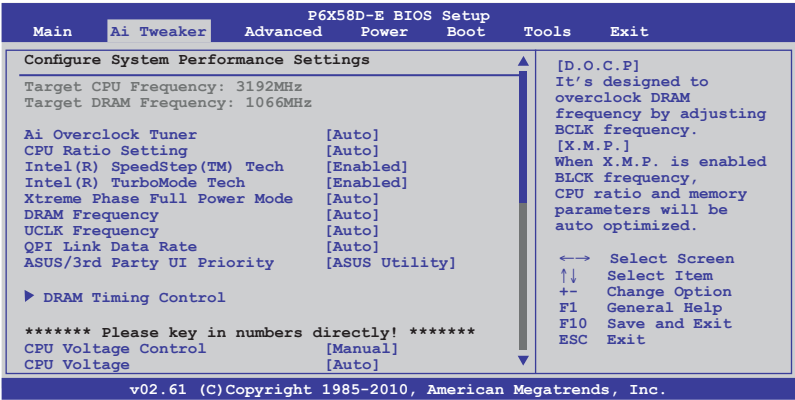 P6X58D-E BIOS Setup
Main Ai Tweaker Advanced Power Boot Tools Exit
Configure System Performance Settings
Target CPU Frequency: 3192MHz
Target DRAM Frequency: 1066MHz
Ai Overclock Tuner [Auto]
CPU Ratio Setting [Auto]
Intel(R) SpeedStep(TM) Tech [Enabled]
Intel(R) TurboMode Tech [Enabled]
Xtreme Phase Full Power Mode [Auto]
DRAM Frequency [Auto]
UCLK Frequency [Auto]
QPI Link Data Rate [Auto]
ASUS/3rd Party UI Priority [ASUS Utility]
DRAM Timing Control
******* Please key in numbers directly! *******
CPU Voltage Control [Manual]
CPU Voltage [Auto]
[D.O.C.P]
It's designed to
overclock DRAM
frequency by adjusting
BCLK frequency.
[X.M.P.]
When X.M.P. is enabled
BLCK frequency,
CPU ratio and memory
parameters will be
auto optimized.
←→ Select Screen
↑↓ Select Item
+- Change Option
F1 General Help
F10 Save and Exit
ESC Exit
v02.61 (C)Copyright 1985-2010, American Megatrends, Inc.